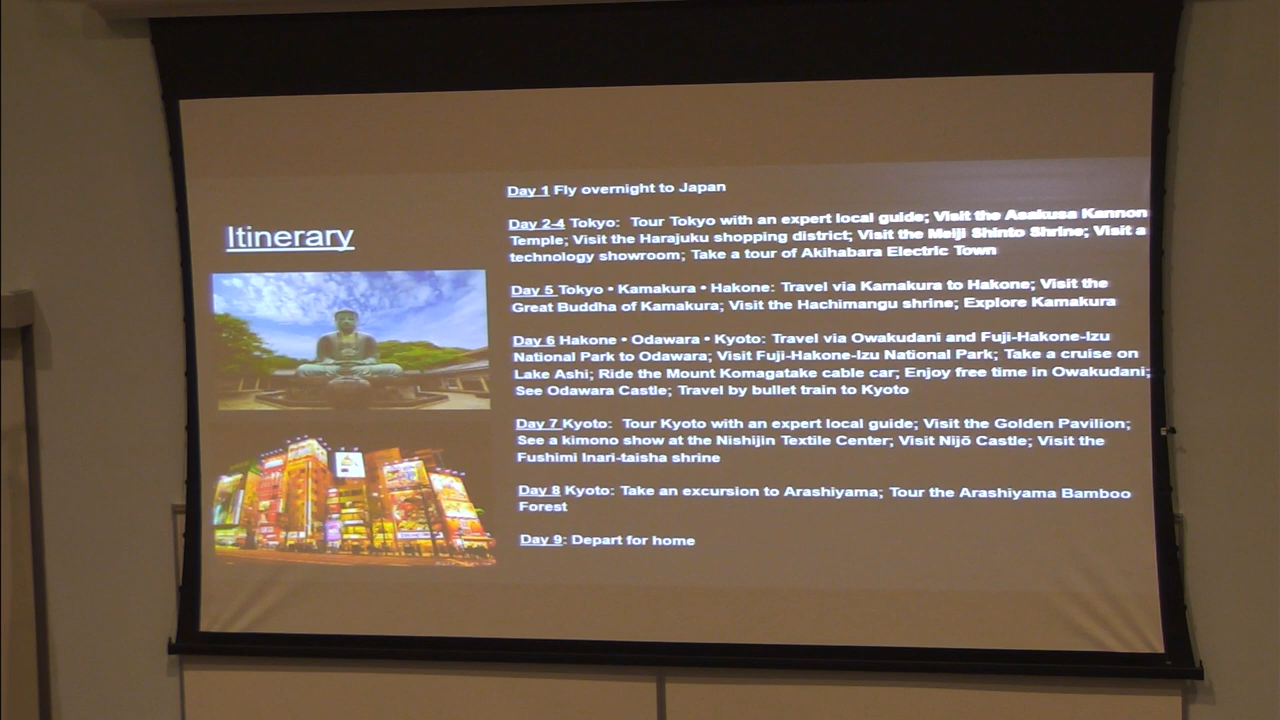 Itinerary
Day 1 Fly overnight to Japan
Day 2-4 Tokyo: Tour Tokyo with an expert local guide; Visit the Asakusa Kannon
Temple; Visit the Harajuku shopping district; Visit the Meiji Shinto Shrine; Visit a
technology showroom; Take a tour of Akihabara Electric Town
Day 5 Tokyo • Kamakura • Hakone: Travel via Kamakura to Hakone; Visit the
Great Buddha of Kamakura; Visit the Hachimangu shrine; Explore Kamakura
Day 6 Hakone • Odawara • Kyoto: Travel via Owakudani and Fuji-Hakone-Izu
National Park to Odawara; Visit Fuji-Hakone-Izu National Park; Take a cruise on
Lake Ashi; Ride the Mount Komagatake cable car; Enjoy free time in Owakudani;
See Odawara Castle; Travel by bullet train to Kyoto
Day 7 Kyoto: Tour Kyoto with an expert local guide; Visit the Golden Pavilion;
See a kimono show at the Nishijin Textile Center; Visit Nijō Castle; Visit the
Fushimi Inari-taisha shrine
Day 8 Kyoto: Take an excursion to Arashiyama; Tour the Arashiyama Bamboo
Forest
Day 9: Depart for home